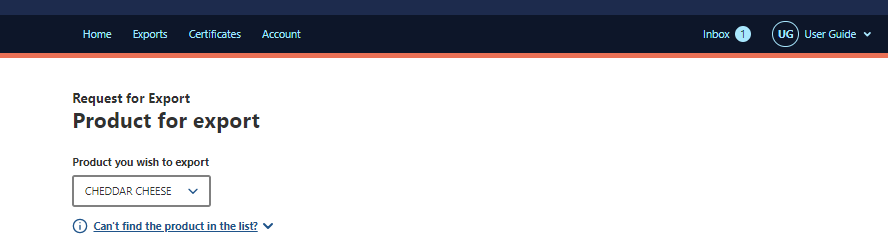 Home Exports Certificates Account Inbox 1 UG User Guide
Request for Export
Product for export
Product you wish to export
CHEDDAR CHEESE
Can't find the product in the list?